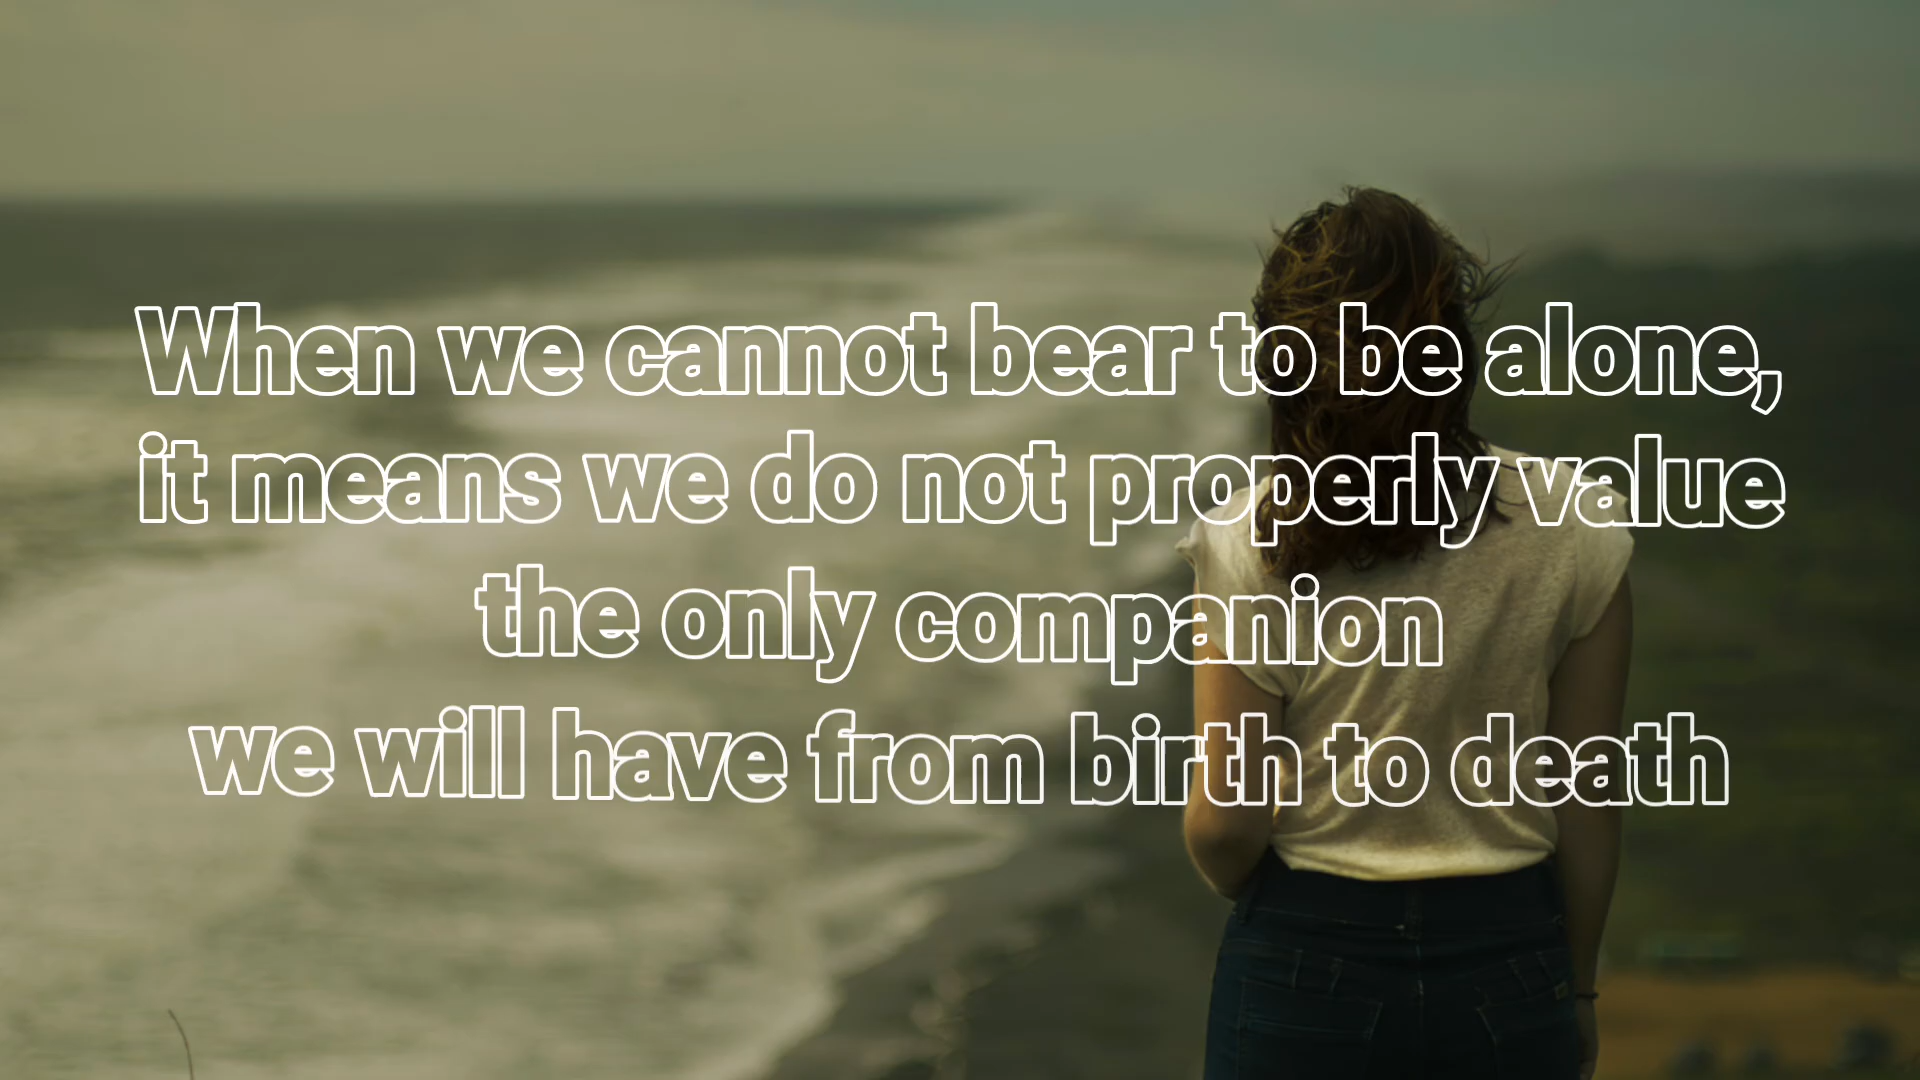 When we cannot bear to be alone,
it means we do not properly value
the only companion
we will have from birth to death